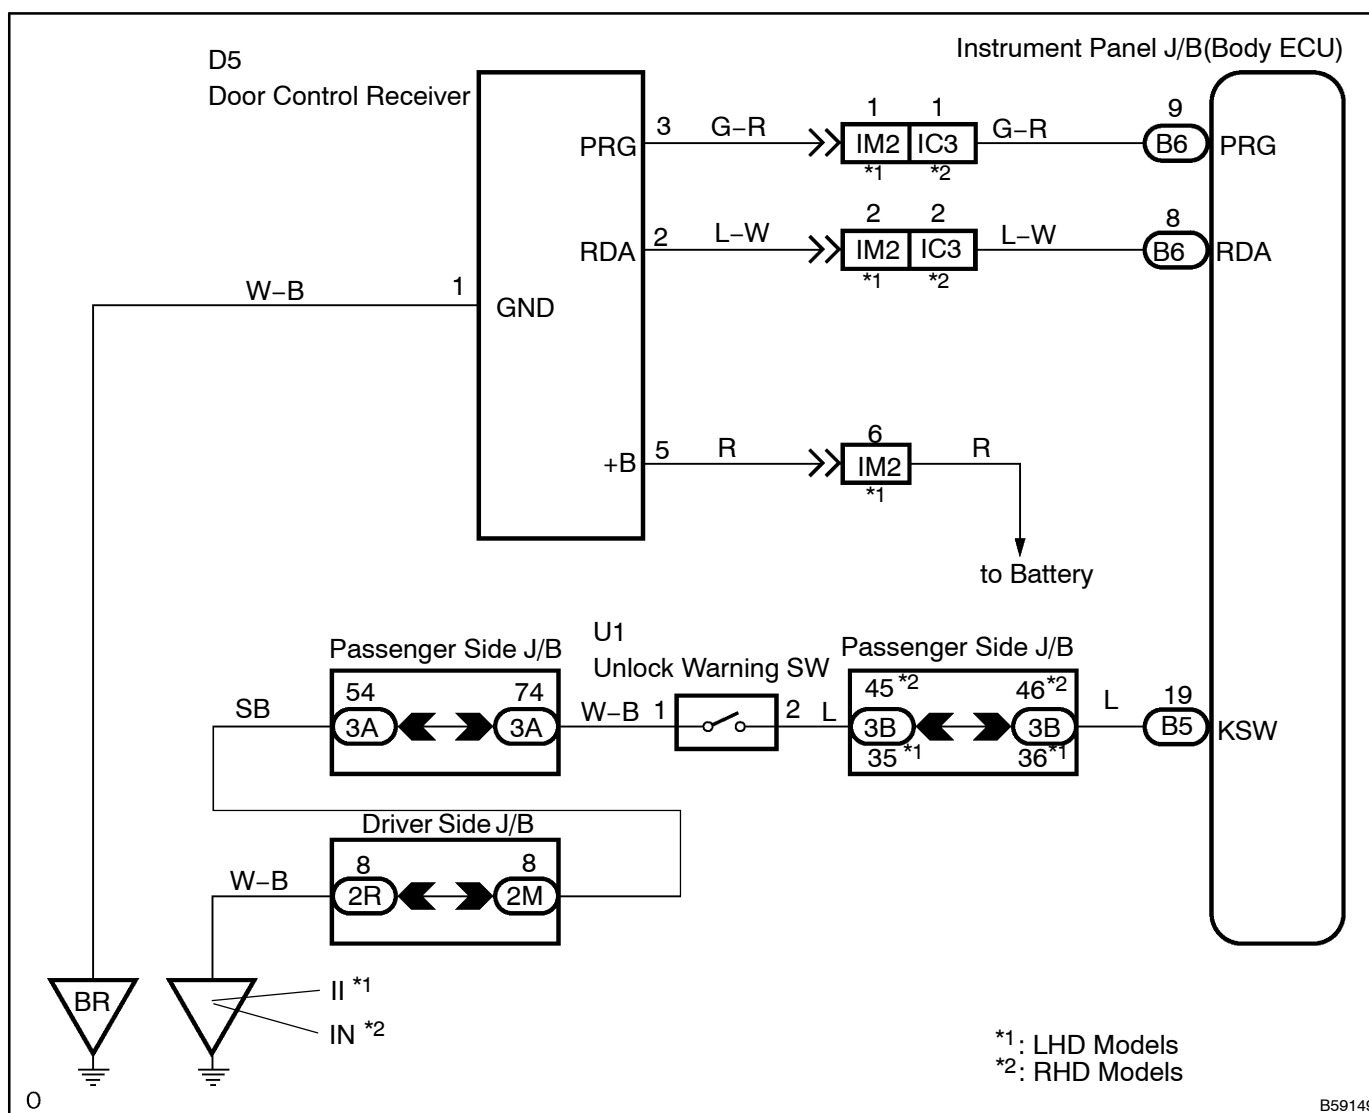 D5
Door Control Receiver
Instrument Panel J/B(Body ECU)
PRG 3 G–R 1 1 G–R 9 PRG
IM2 IC3 B6
*1 *2
RDA 2 L–W 2 2 L–W 8 RDA
IM2 IC3 B6
*1 *2
W–B 1 GND
+B 5 R 6 R
IM2
*1
to Battery
U1
Unlock Warning SW
Passenger Side J/B
Passenger Side J/B
SB 54 74 W–B 1 2 L 45 *2 46 *2 L 19 KSW
3A 3A 3B 3B B5
35 *1 36 *1
Driver Side J/B
W–B 8 8
2R 2M
BR
II *1
IN *2
*1 : LHD Models
*2 : RHD Models
O
B59149